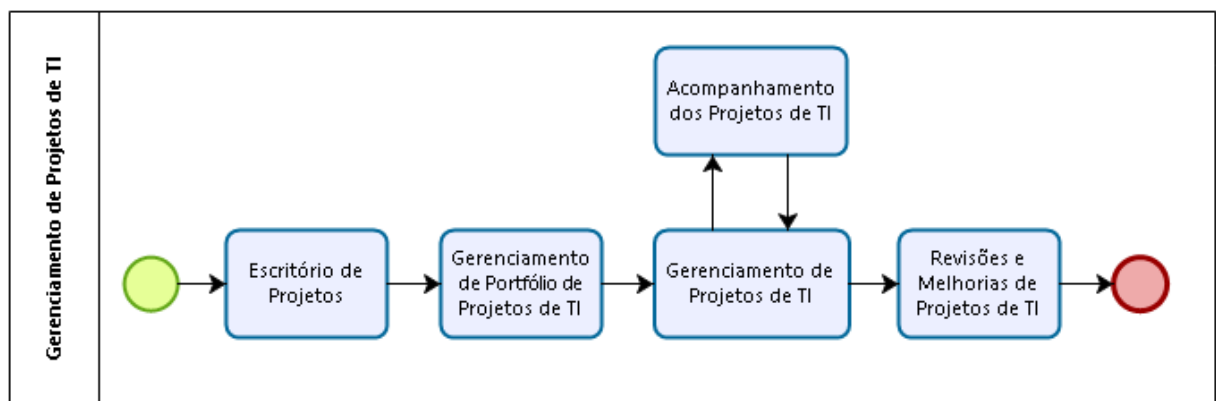 Gerenciamento de Projetos de TI
Acompanhamento
dos Projetos de TI
Escritório de
Projetos
Gerenciamento
de Portfólio de
Projetos de TI
Gerenciamento de
Projetos de TI
Revisões e
Melhorias de
Projetos de TI